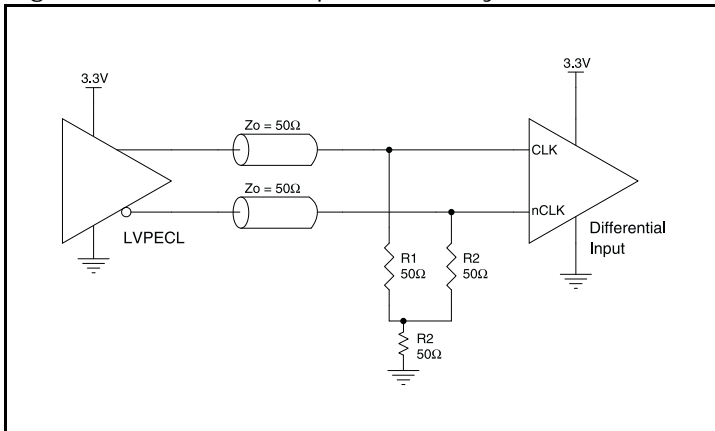 3.3V
3.3V
Zo = 50Ω
CLK
Zo = 50Ω
nCLK
LVPECL
Differential
Input
R1
50Ω
R2
50Ω
R2
50Ω